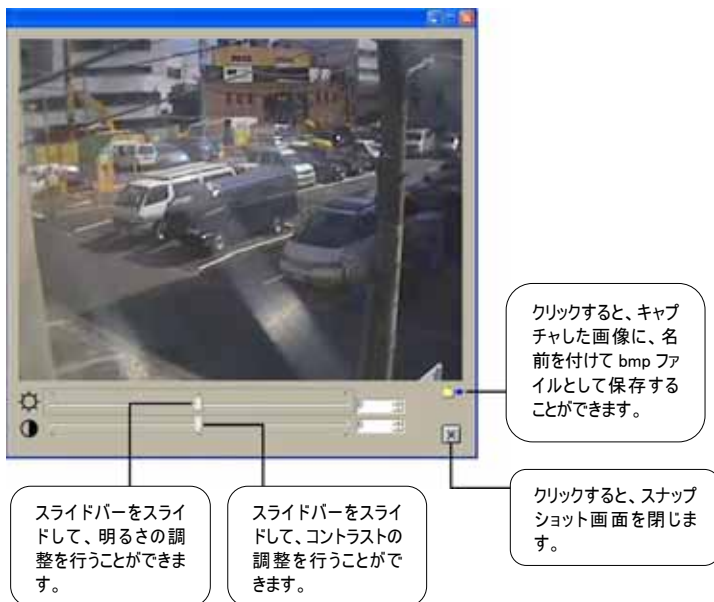 クリックすると、キャプ
チャした画像に、名
前を付けて bmp ファ
イルとして保存する
ことができます。
クリックすると、スナップ
ショット画面を閉じま
す。
スライドバーをスライ
ドして、明るさの調
整を行うことができま
す。
スライドバーをスライ
ドして、コントラストの
調整を行うことがで
きます。